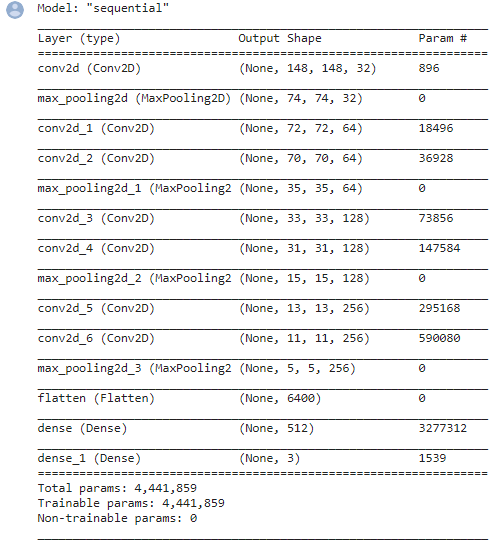 Model: "sequential"
Layer (type) Output Shape Param #
conv2d (Conv2D) (None, 148, 148, 32) 896
max_pooling2d (MaxPooling2D) (None, 74, 74, 32) 0
conv2d_1 (Conv2D) (None, 72, 72, 64) 18496
conv2d_2 (Conv2D) (None, 70, 70, 64) 36928
max_pooling2d_1 (MaxPooling2 (None, 35, 35, 64) 0
conv2d_3 (Conv2D) (None, 33, 33, 128) 73856
conv2d_4 (Conv2D) (None, 31, 31, 128) 147584
max_pooling2d_2 (MaxPooling2 (None, 15, 15, 128) 0
conv2d_5 (Conv2D) (None, 13, 13, 256) 295168
conv2d_6 (Conv2D) (None, 11, 11, 256) 590080
max_pooling2d_3 (MaxPooling2 (None, 5, 5, 256) 0
flatten (Flatten) (None, 6400) 0
dense (Dense) (None, 512) 3277312
dense_1 (Dense) (None, 3) 1539
Total params: 4,441,859
Trainable params: 4,441,859
Non-trainable params: 0